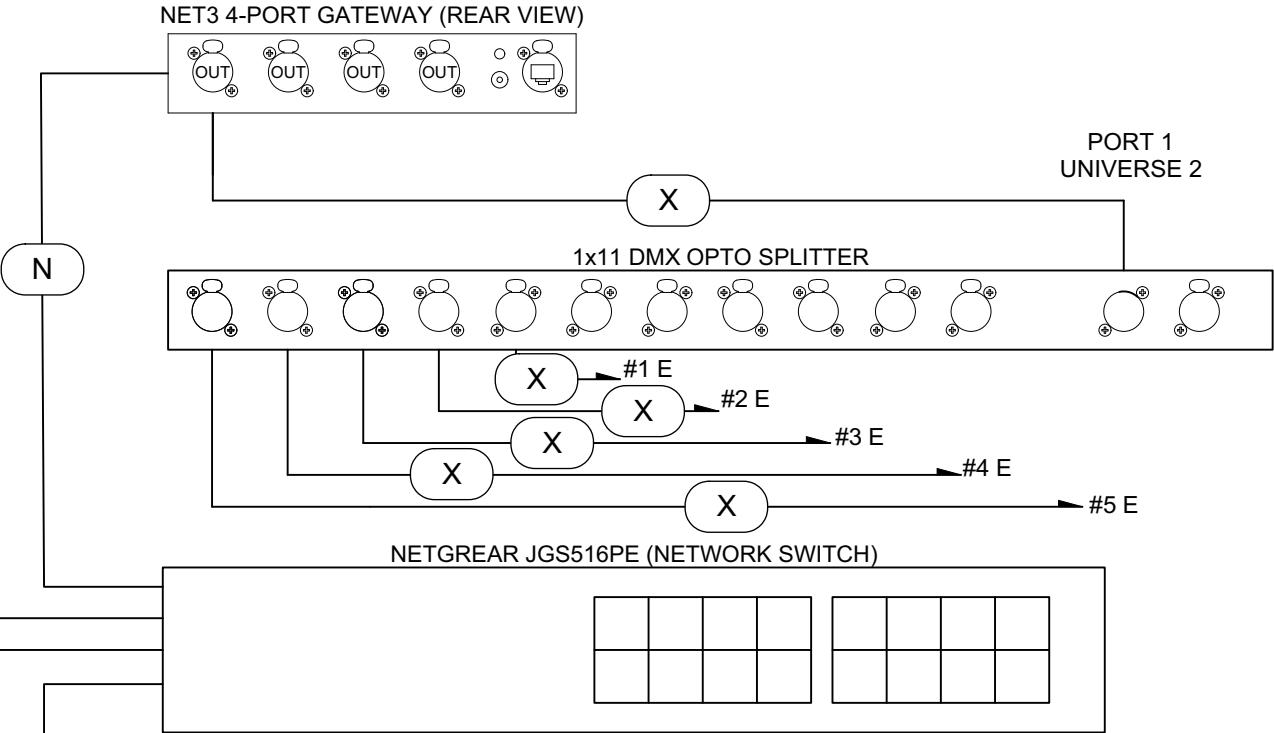 NET3 4-PORT GATEWAY (REAR VIEW)
OUT OUT OUT OUT
PORT 1
UNIVERSE 2
X
N
1x11 DMX OPTO SPLITTER
X #1 E
X #2 E
X #3 E
X #4 E
X #5 E
NETGREAR JGS516PE (NETWORK SWITCH)